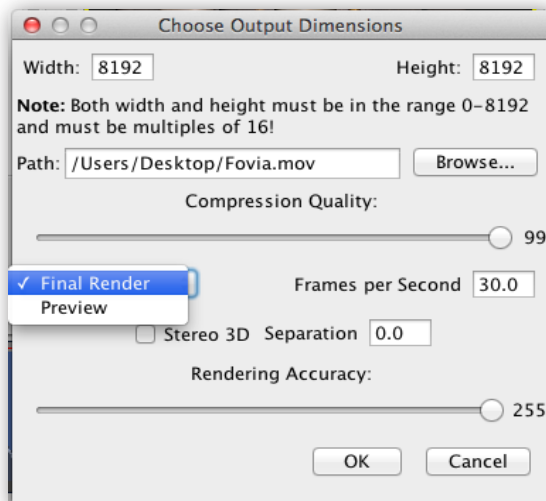 Choose Output Dimensions
Width: 8192 Height: 8192
Note: Both width and height must be in the range 0-8192
and must be multiples of 16!
Path: /Users/Desktop/Fovia.mov Browse...
Compression Quality:
99
✓ Final Render Frames per Second 30.0
Preview
Stereo 3D Separation 0.0
Rendering Accuracy:
255
OK Cancel